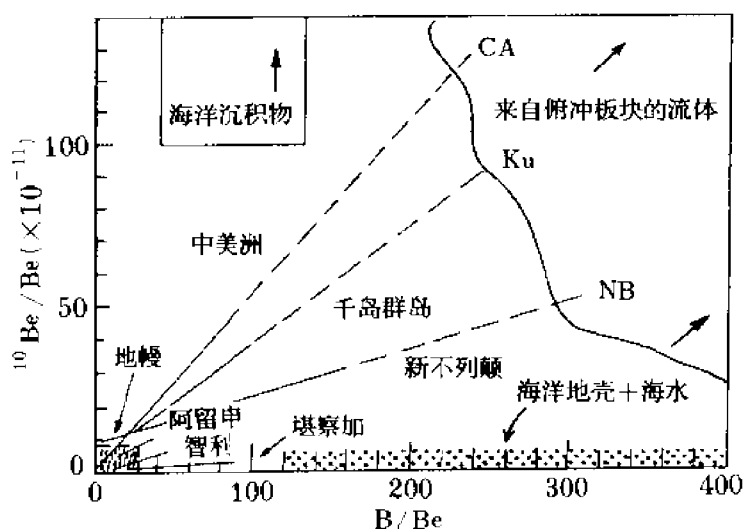 CA
海洋沉积物
来自俯冲板块的流体
100
Ku
中美洲
¹⁰Be/Be(×10⁻¹¹)
千岛群岛
NB
50
地幔
新不列颠
海洋地壳+海水
阿留申
堪察加
智利
0
0 100 200 300 400
B/Be